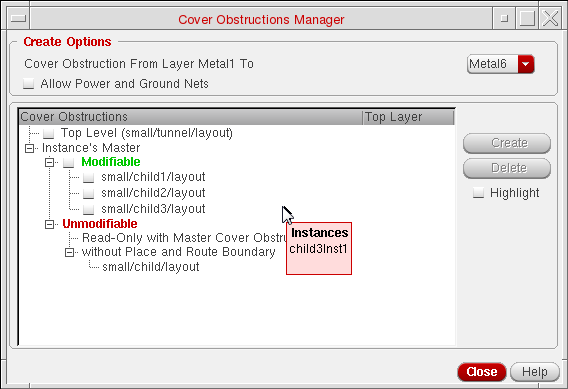 Cover Obstructions Manager
Create Options
Cover Obstruction From Layer Metal1 To
Metal6
Allow Power and Ground Nets
Cover Obstructions
Top Layer
Top Level (small/tunnel/layout)
Instance's Master
Modifiable
small/child1/layout
small/child2/layout
small/child3/layout
Unmodifiable
Read-Only with Master Cover Obstru
without Place and Route Boundary
small/child/layout
Instances
child3Inst1
Create
Delete
Highlight
Close
Help